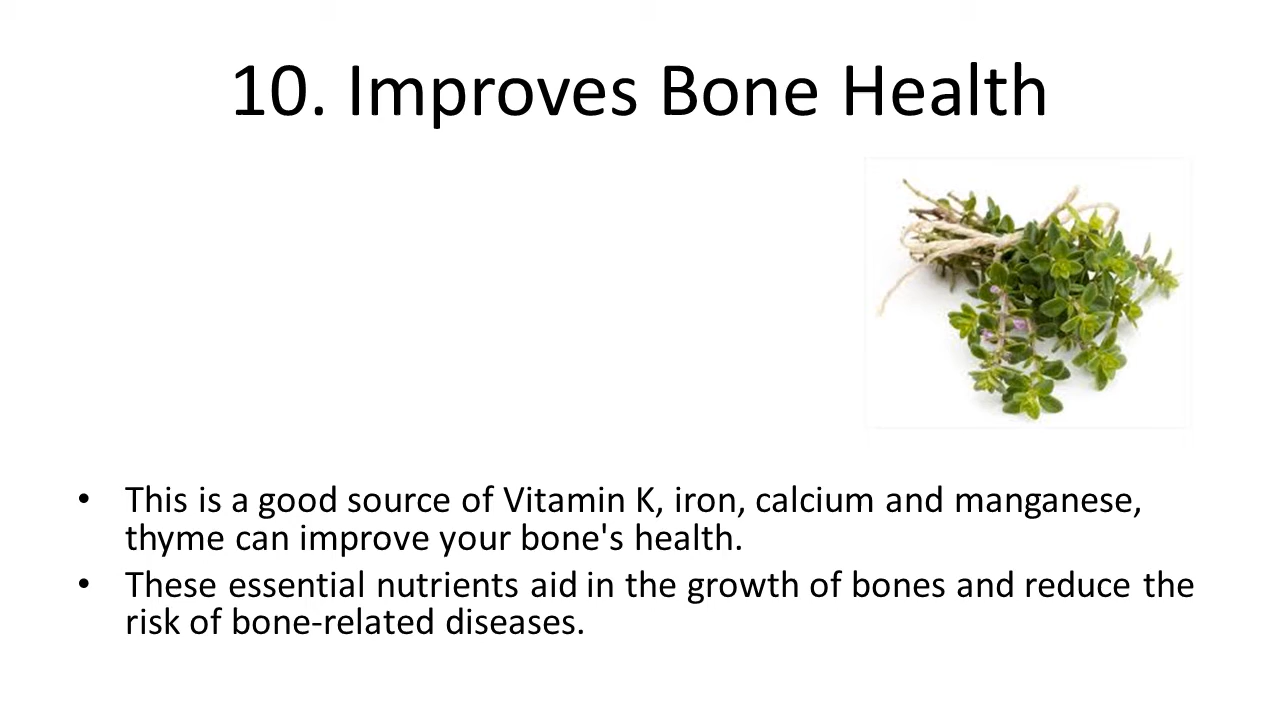 10. Improves Bone Health
• This is a good source of Vitamin K, iron, calcium and manganese,
thyme can improve your bone's health.
• These essential nutrients aid in the growth of bones and reduce the
risk of bone-related diseases.